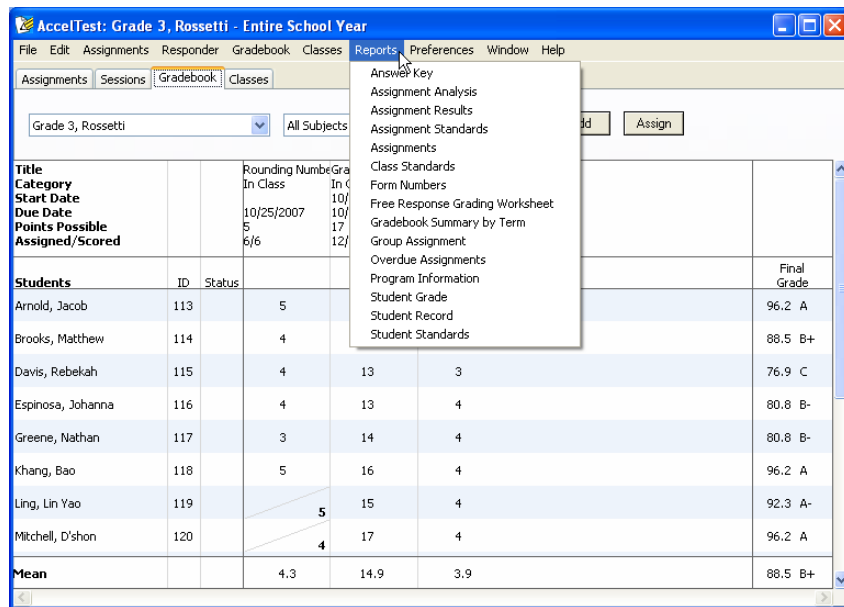 AccelTest: Grade 3, Rossetti - Entire School Year
File Edit Assignments Responder Gradebook Classes Reports Preferences Window Help
Assignments Sessions Gradebook Classes
Grade 3, Rossetti All Subjects Assign
Answer Key
Assignment Analysis
Assignment Results
Assignment Standards
Assignments
Class Standards
Form Numbers
Free Response Grading Worksheet
Gradebook Summary by Term
Group Assignment
Overdue Assignments
Program Information
Student Grade
Student Record
Student Standards
Title Rounding Numbe
Category In Class
Start Date
Due Date 10/25/2007
Points Possible 5 17
Assigned/Scored 6/6 12/
Students ID Status Final Grade
Arnold, Jacob 113 5 96.2 A
Brooks, Matthew 114 4 88.5 B+
Davis, Rebekah 115 4 13 3 76.9 C
Espinosa, Johanna 116 4 13 4 80.8 B-
Greene, Nathan 117 3 14 4 80.8 B-
Khang, Bao 118 5 16 4 96.2 A
Ling, Lin Yao 119 5 15 4 92.3 A-
Mitchell, D'shon 120 4 17 4 96.2 A
Mean 4.3 14.9 3.9 88.5 B+